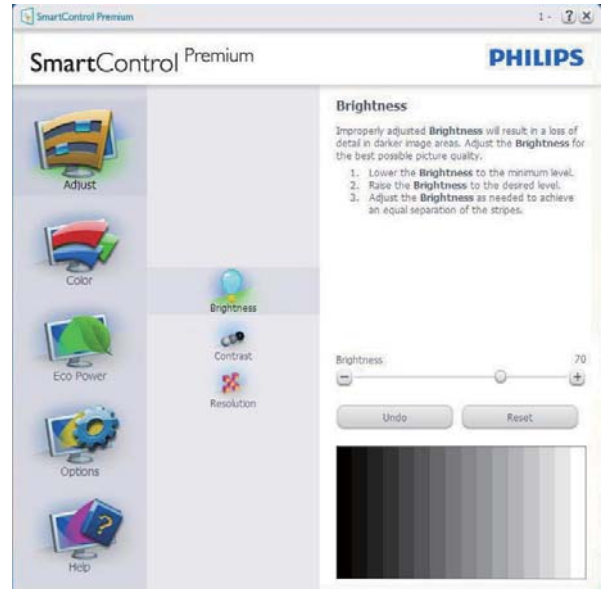 SmartControl Premium
1 - ? X
SmartControl Premium
PHILIPS
Adjust
Color
Eco Power
Options
Help
Brightness
Contrast
Resolution
Brightness
Improperly adjusted Brightness will result in a loss of
detail in darker image areas. Adjust the Brightness for
the best possible picture quality.
1. Lower the Brightness to the minimum level.
2. Raise the Brightness to the desired level.
3. Adjust the Brightness as needed to achieve
an equal separation of the stripes.
Brightness 70
Undo Reset